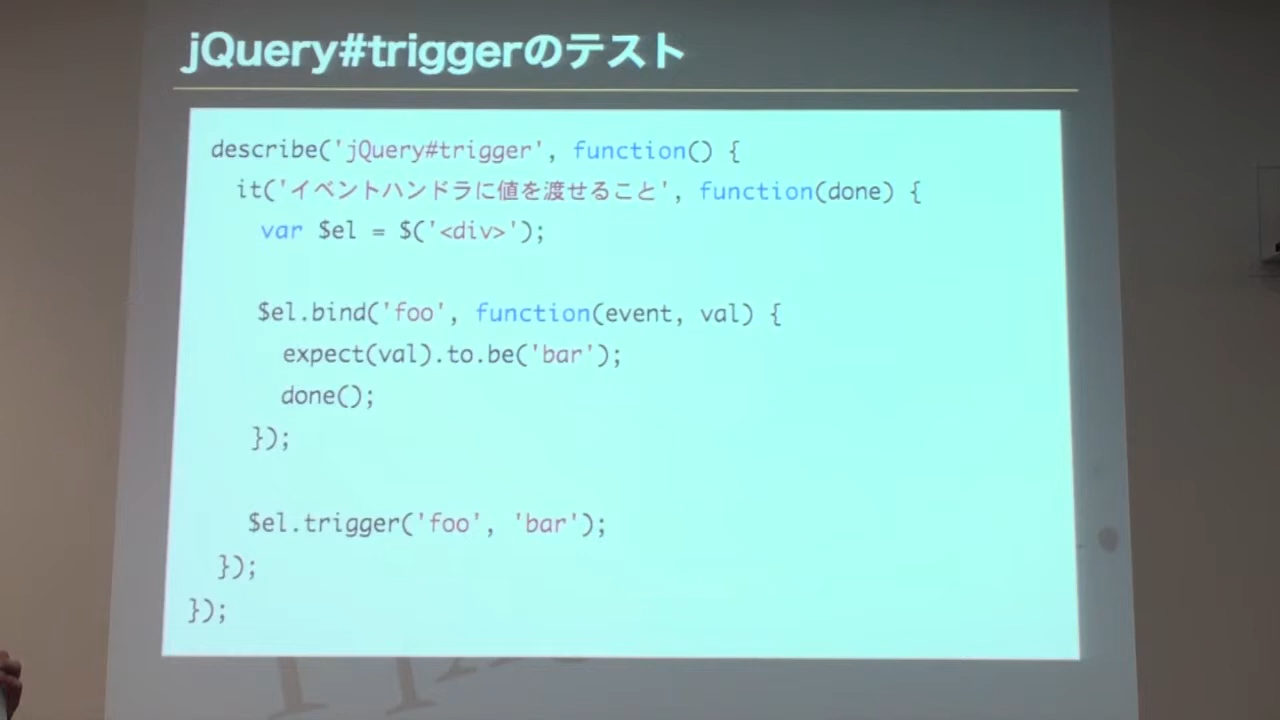 jQuery#triggerのテスト
describe('jQuery#trigger', function() {
it('イベントハンドラに値を渡せること', function(done) {
var $el = $('<div>');
$el.bind('foo', function(event, val) {
expect(val).to.be('bar');
done();
});
$el.trigger('foo', 'bar');
});
});